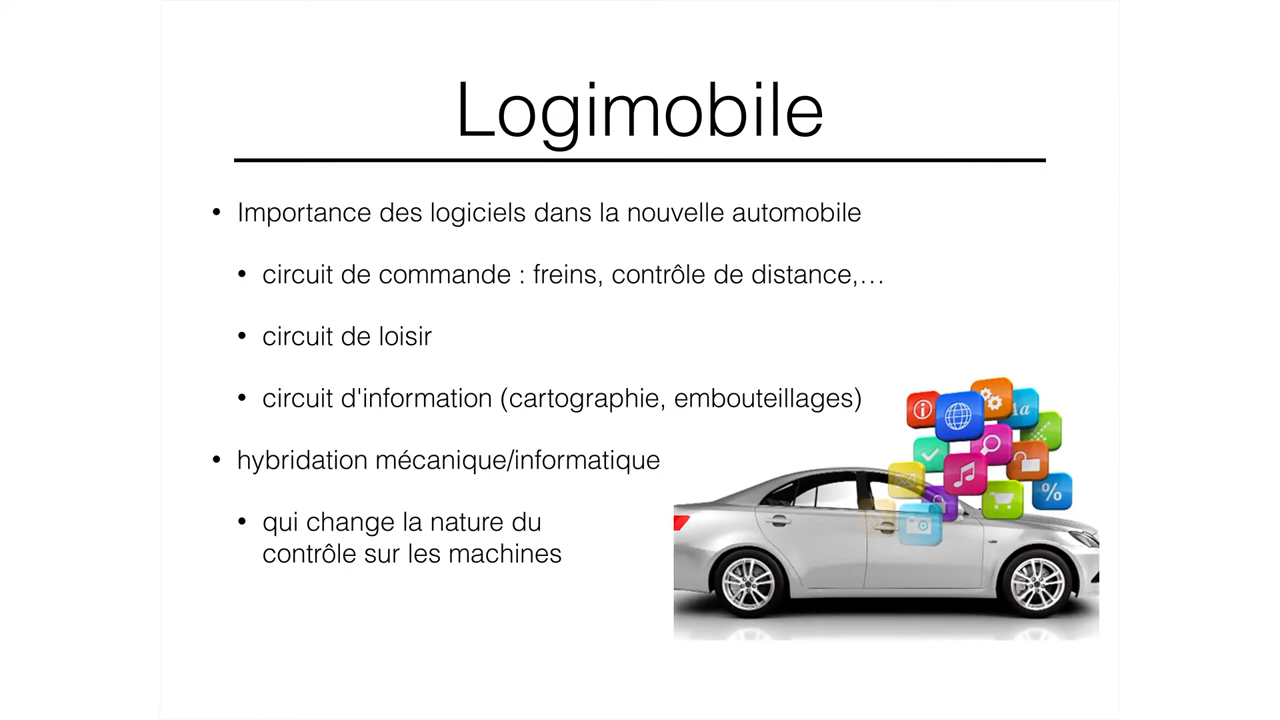 Logimobile
• Importance des logiciels dans la nouvelle automobile
• circuit de commande : freins, contrôle de distance,…
• circuit de loisir
• circuit d'information (cartographie, embouteillages)
• hybridation mécanique/informatique
• qui change la nature du
contrôle sur les machines
Aa
%